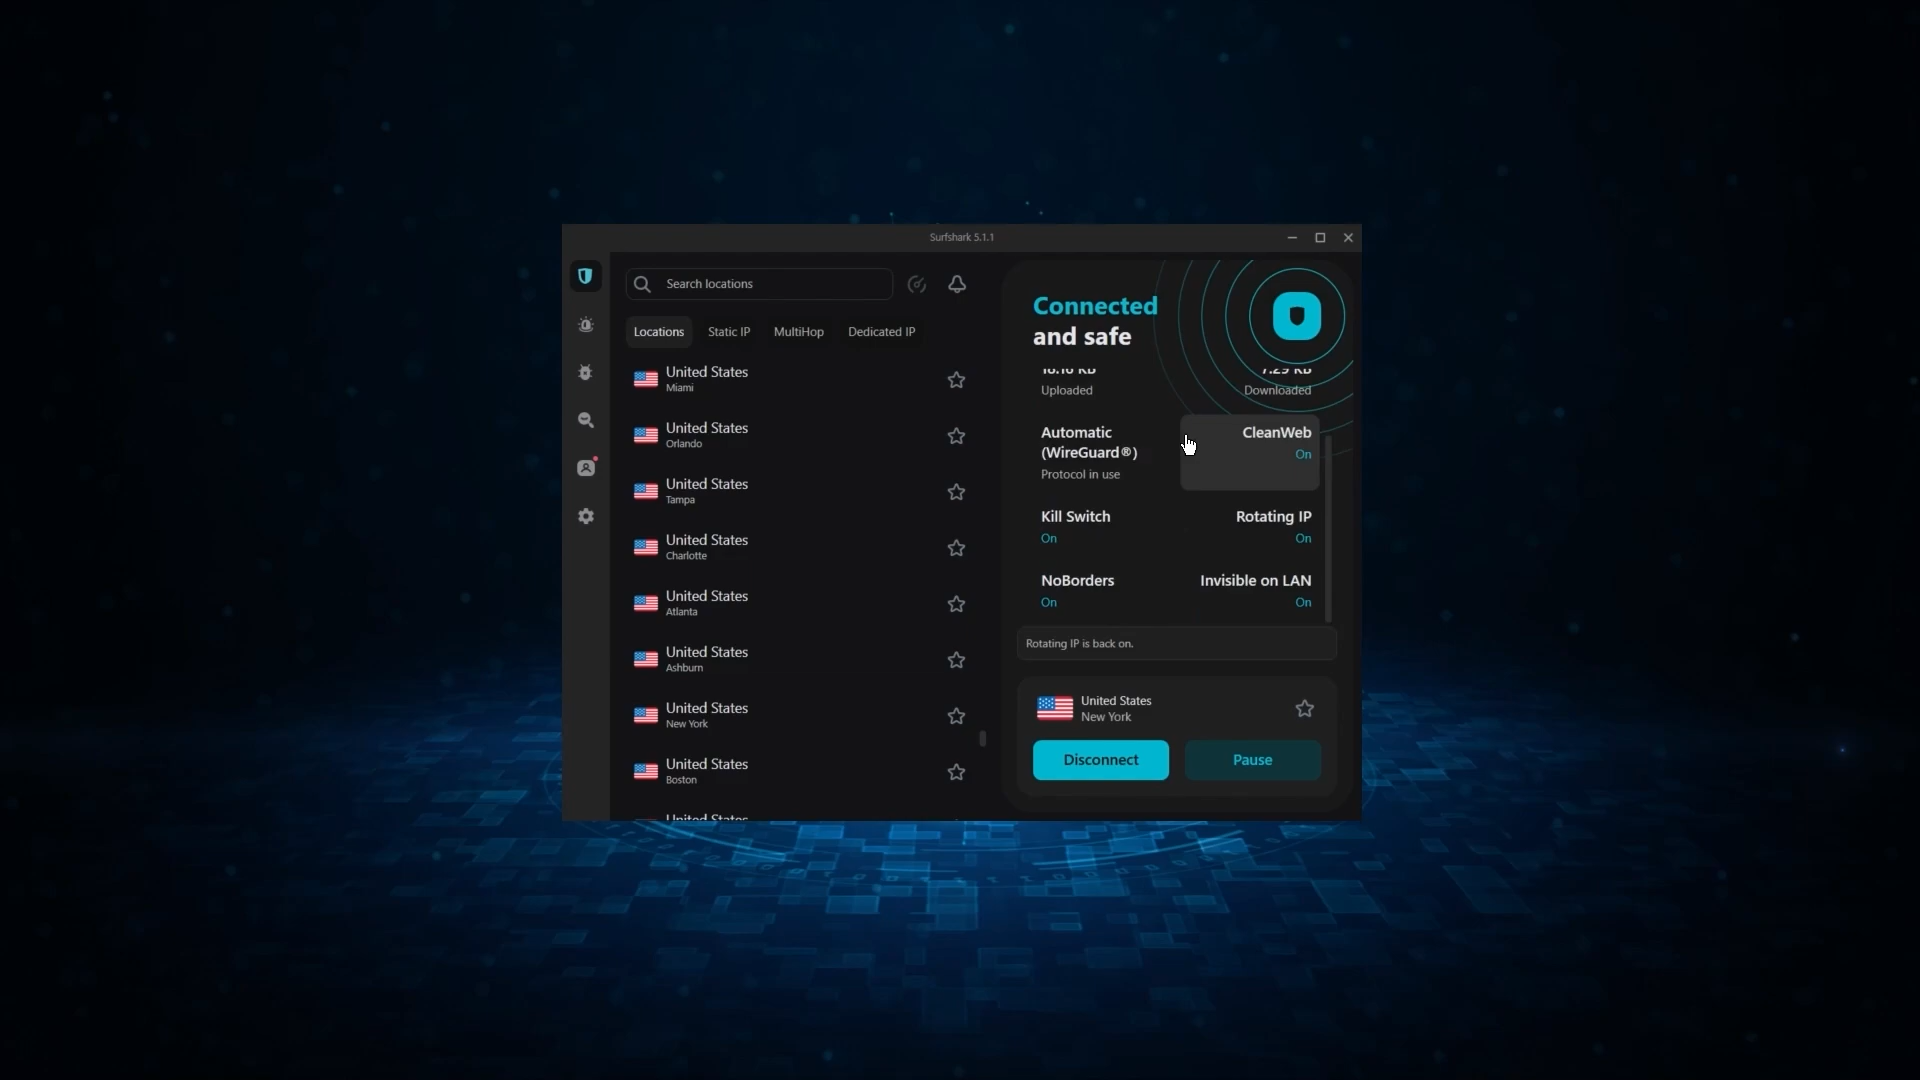 Surfshark 5.1.1
Search locations
Locations
Static IP
MultiHop
Dedicated IP
United States
Miami
United States
Orlando
United States
Tampa
United States
Charlotte
United States
Atlanta
United States
Ashburn
United States
New York
United States
Boston
United States
Connected
and safe
Uploaded
Downloaded
Automatic
(WireGuard®)
Protocol in use
CleanWeb
On
Kill Switch
On
Rotating IP
On
NoBorders
On
Invisible on LAN
On
Rotating IP is back on.
United States
New York
Disconnect
Pause